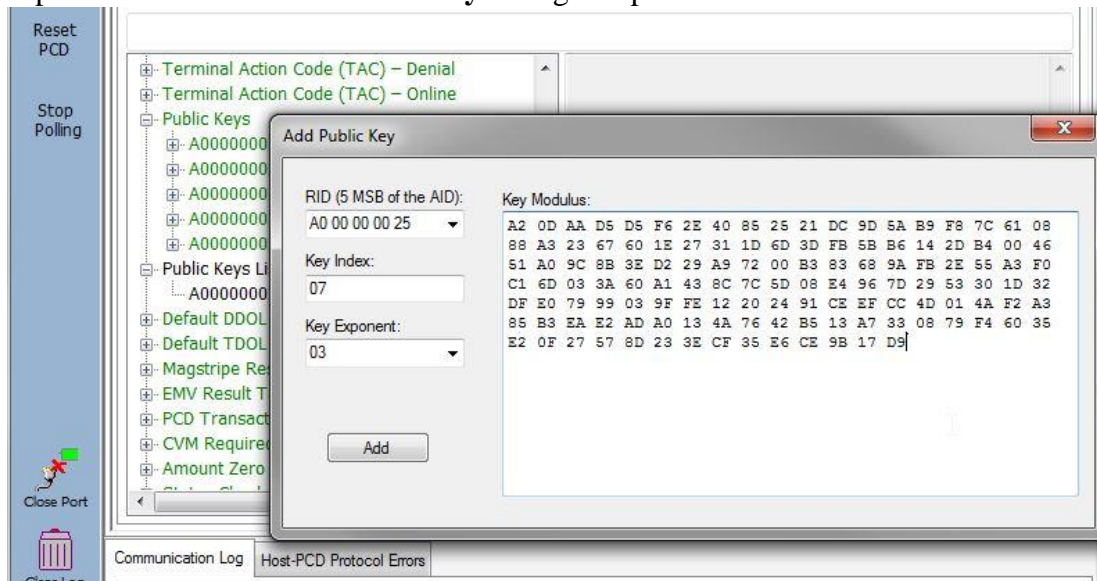 Reset
PCD
Stop
Polling
Terminal Action Code (TAC) – Denial
Terminal Action Code (TAC) – Online
Public Keys
A0000000
A0000000
A0000000
A0000000
A0000000
Public Keys Li
A0000000
Default DDOL
Default TDOL
Magstripe Re
EMV Result T
PCD Transact
CVM Require
Amount Zero
Close Port
Add Public Key
x
RID (5 MSB of the AID):
A0 00 00 00 25
Key Index:
07
Key Exponent:
03
Add
Key Modulus:
A2 0D AA D5 D5 F6 2E 40 85 25 21 DC 9D 5A B9 F8 7C 61 08
88 A3 23 67 60 1E 27 31 1D 6D 3D FB 5B B6 14 2D B4 00 46
51 A0 9C 8B 3E D2 29 A9 72 00 B3 83 68 9A FB 2E 55 A3 F0
C1 6D 03 3A 60 A1 43 8C 7C 5D 08 E4 96 7D 29 53 30 1D 32
DF E0 79 99 03 9F FE 12 20 24 91 CE EF CC 4D 01 4A F2 A3
85 B3 EA E2 AD A0 13 4A 76 42 B5 13 A7 33 08 79 F4 60 35
E2 0F 27 57 8D 23 3E CF 35 E6 CE 9B 17 D9
Communication Log
Host-PCD Protocol Errors